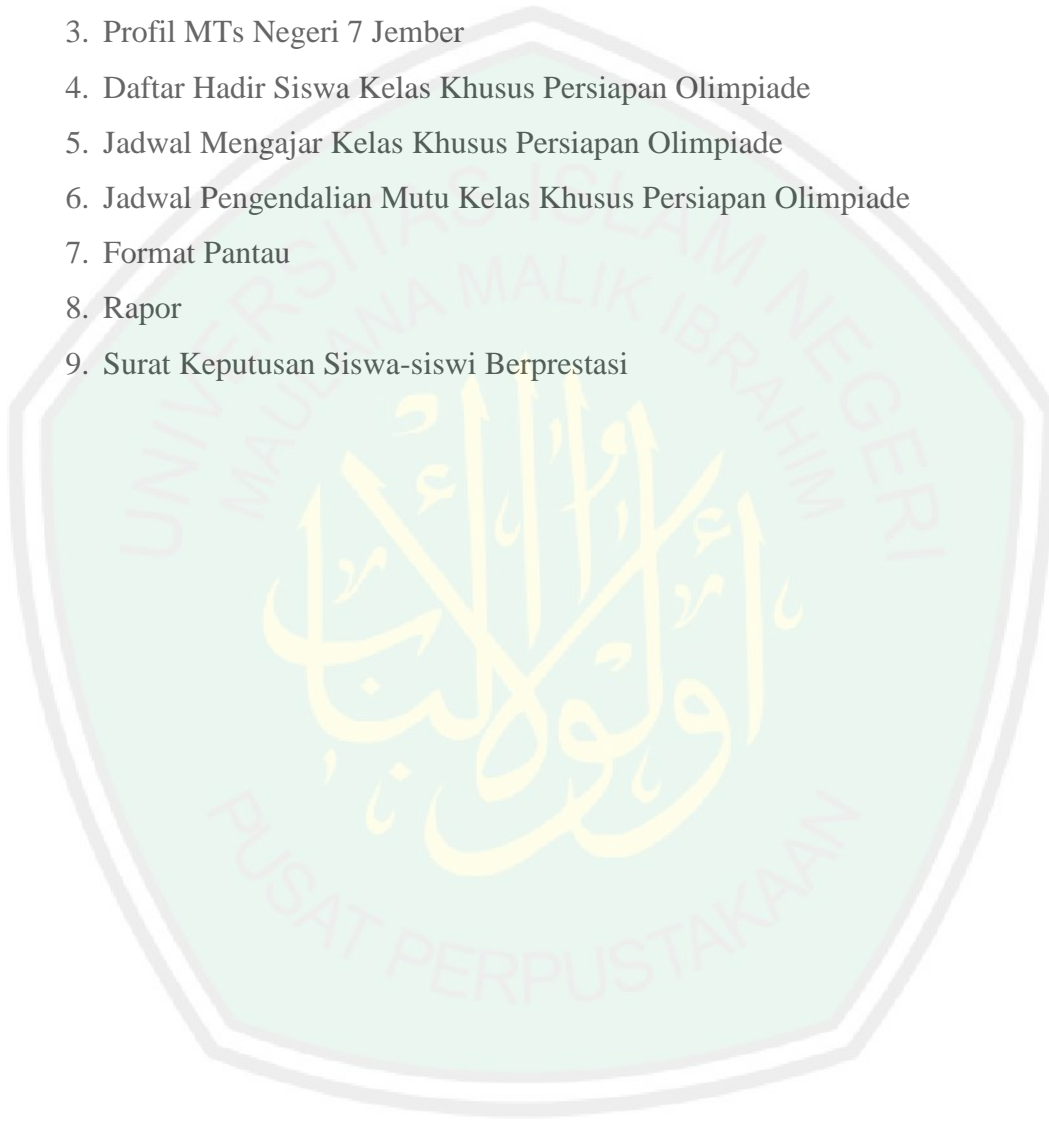 3. Profil MTs Negeri 7 Jember
4. Daftar Hadir Siswa Kelas Khusus Persiapan Olimpiade
5. Jadwal Mengajar Kelas Khusus Persiapan Olimpiade
6. Jadwal Pengendalian Mutu Kelas Khusus Persiapan Olimpiade
7. Format Pantau
8. Rapor
9. Surat Keputusan Siswa-siswi Berprestasi
UNIVERSITAS ISLAM NEGERI
MAULANA MALIK IBRAHIM
أولوا الألباب
PUSAT PERPUSTAKAAN